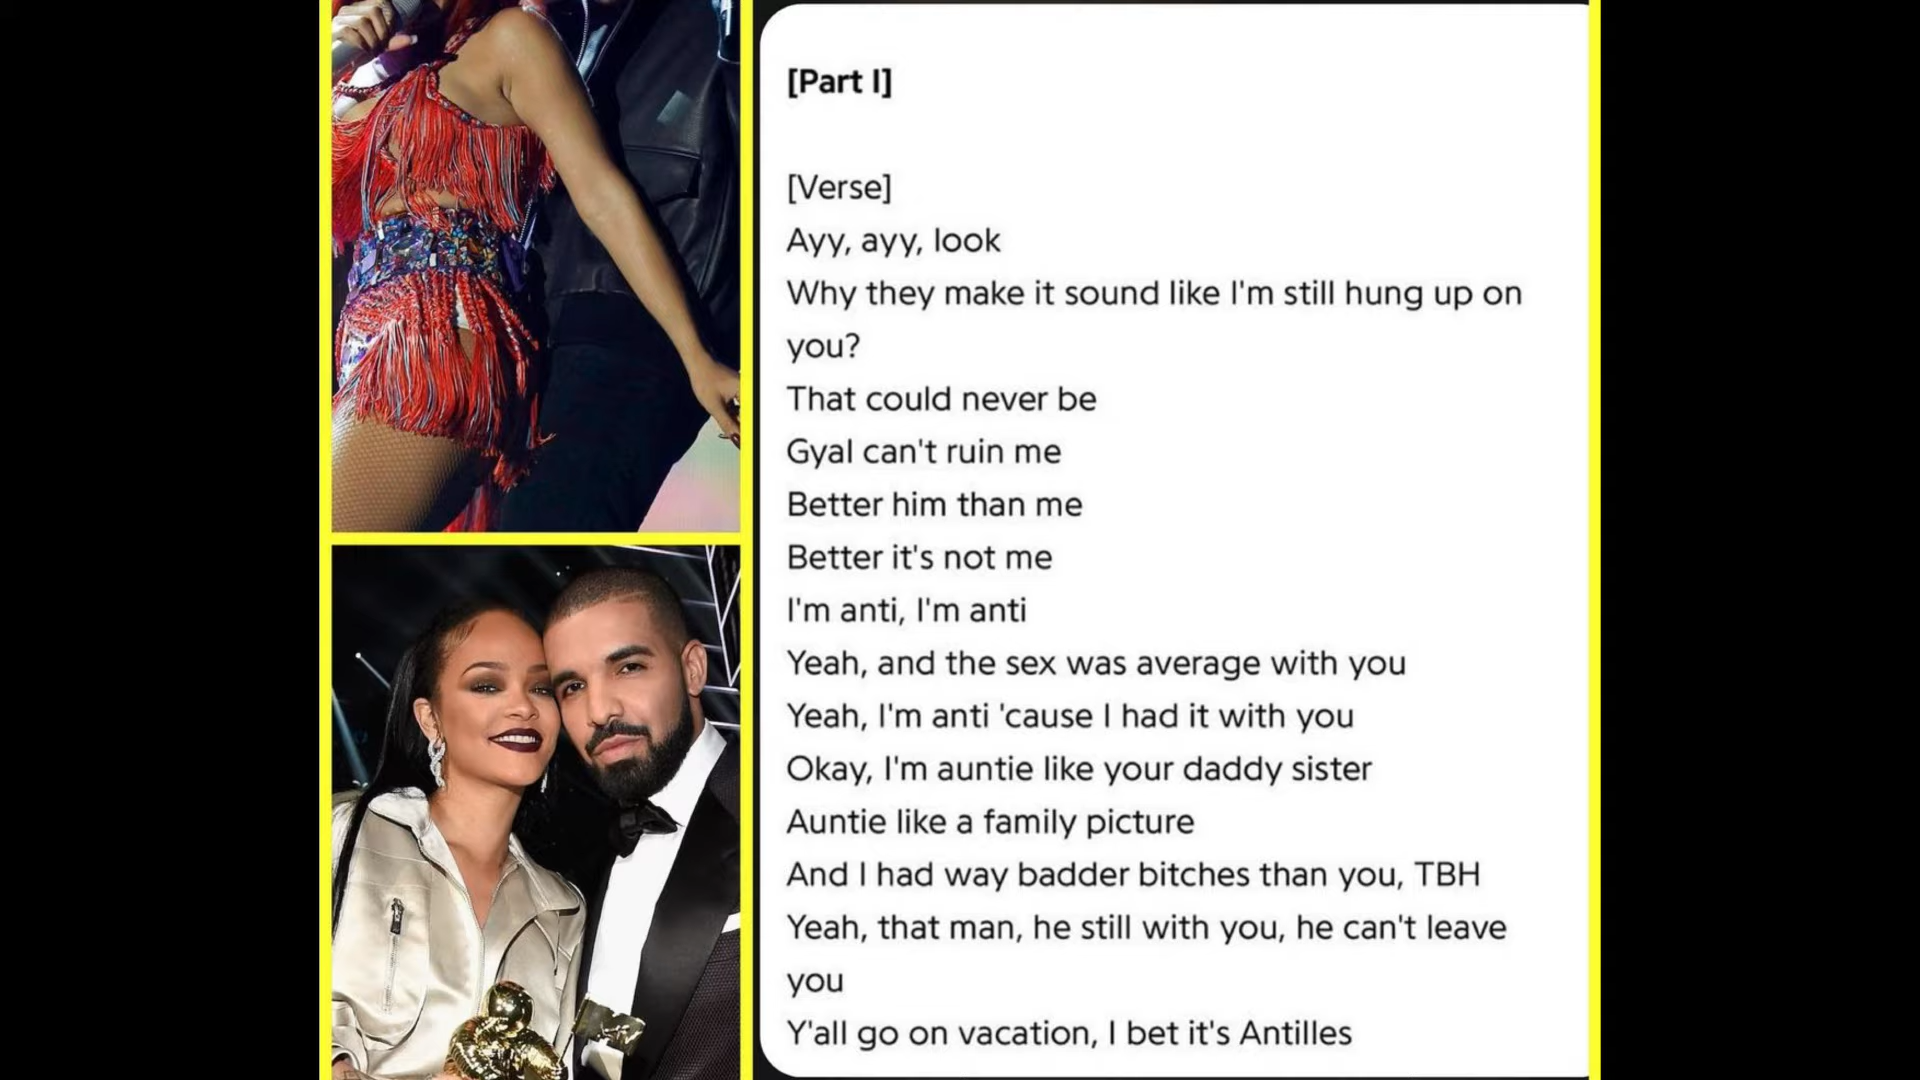 [Part I]
[Verse]
Ayy, ayy, look
Why they make it sound like I'm still hung up on
you?
That could never be
Gyal can't ruin me
Better him than me
Better it's not me
I'm anti, I'm anti
Yeah, and the sex was average with you
Yeah, I'm anti 'cause I had it with you
Okay, I'm auntie like your daddy sister
Auntie like a family picture
And I had way badder bitches than you, TBH
Yeah, that man, he still with you, he can't leave
you
Y'all go on vacation, I bet it's Antilles